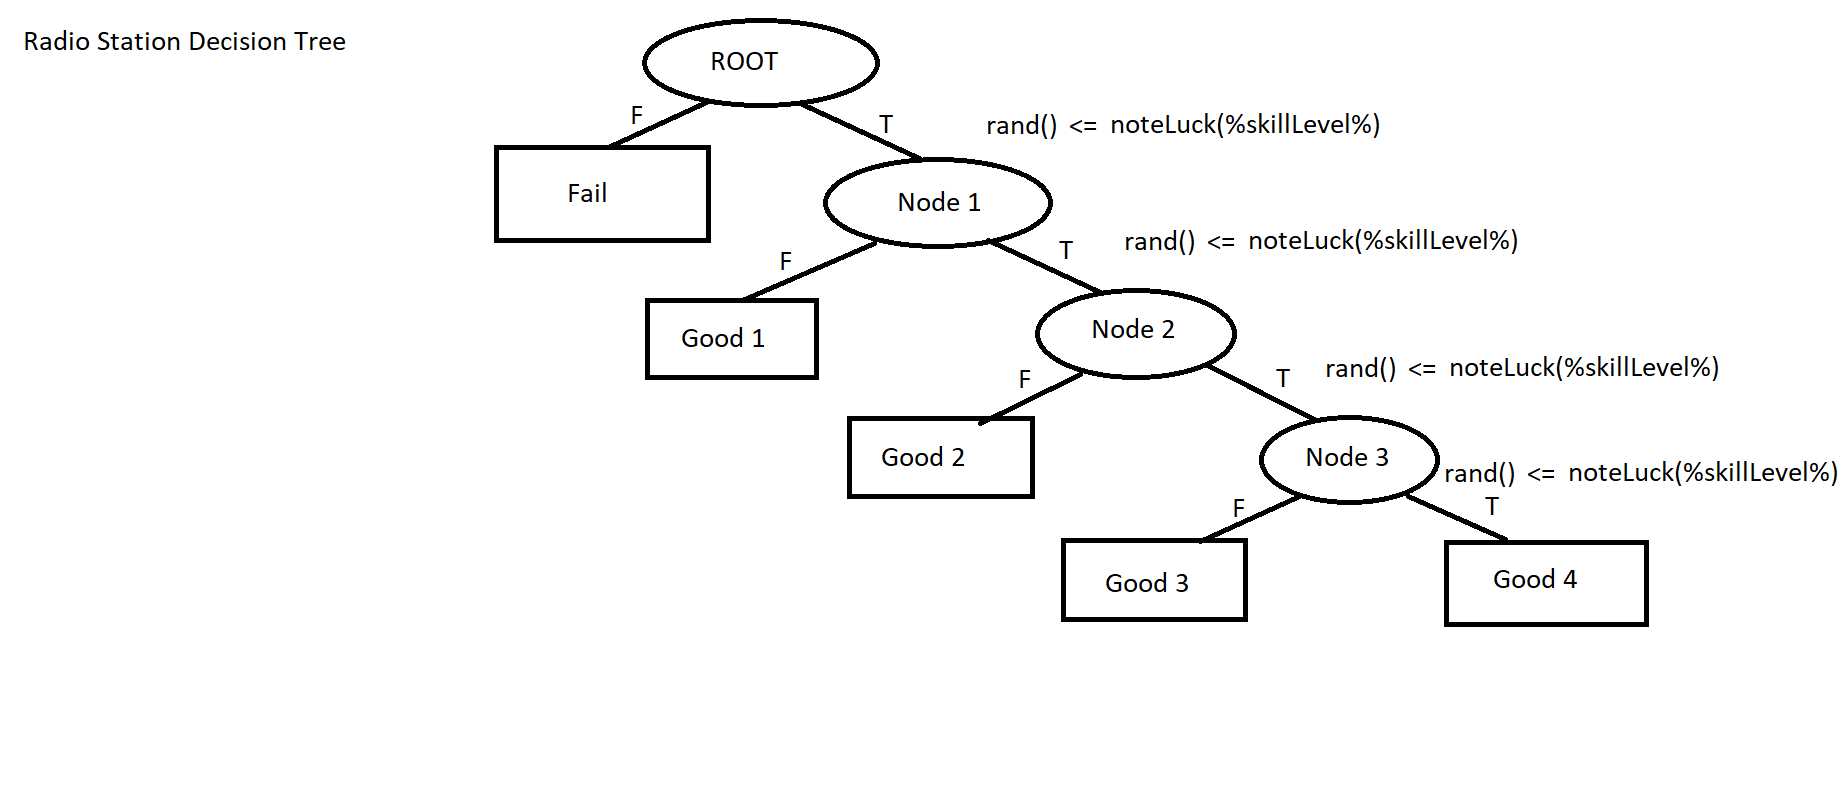 Radio Station Decision Tree
ROOT
F
T
rand() <= noteLuck(%skillLevel%)
Fail
Node 1
F
T
rand() <= noteLuck(%skillLevel%)
Good 1
Node 2
F
T
rand() <= noteLuck(%skillLevel%)
Good 2
Node 3
rand() <= noteLuck(%skillLevel%)
F
T
Good 3
Good 4